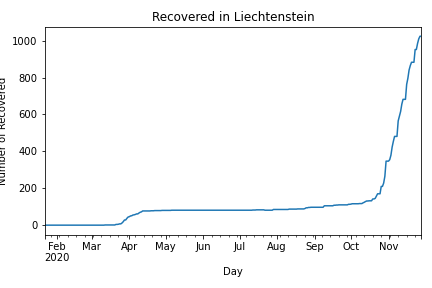 Recovered in Liechtenstein
Number of Recovered
1000
800
600
400
200
0
Feb Mar Apr May Jun Jul Aug Sep Oct Nov
2020
Day